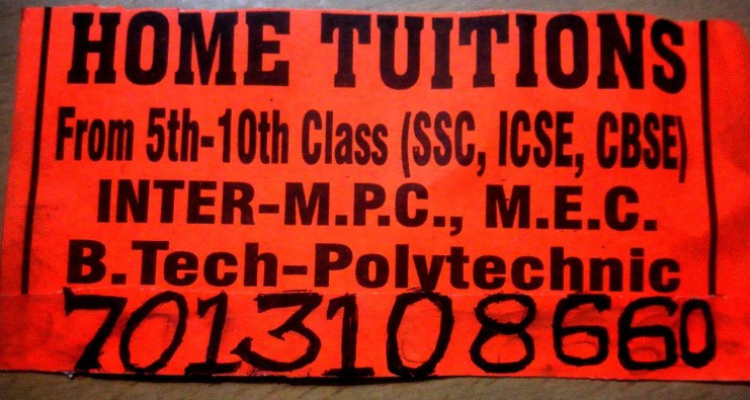 HOME TUITIONS
From 5th-10th Class (SSC, ICSE, CBSE)
INTER-M.P.C., M.E.C.
B.Tech-Polytechnic
7013108660